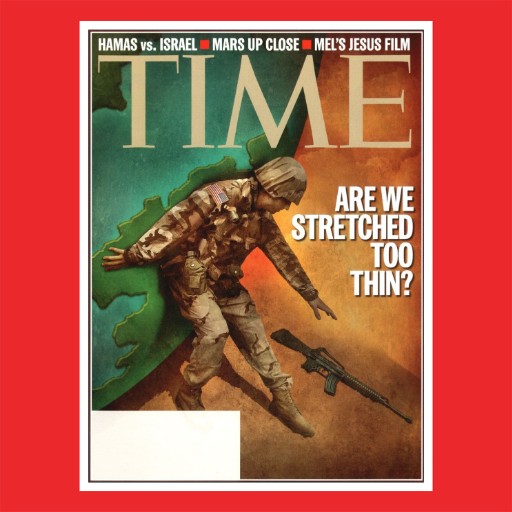 HAMAS vs. ISRAEL ■ MARS UP CLOSE ■ MEL'S JESUS FILM
TIME
ARE WE
STRETCHED
TOO
THIN?